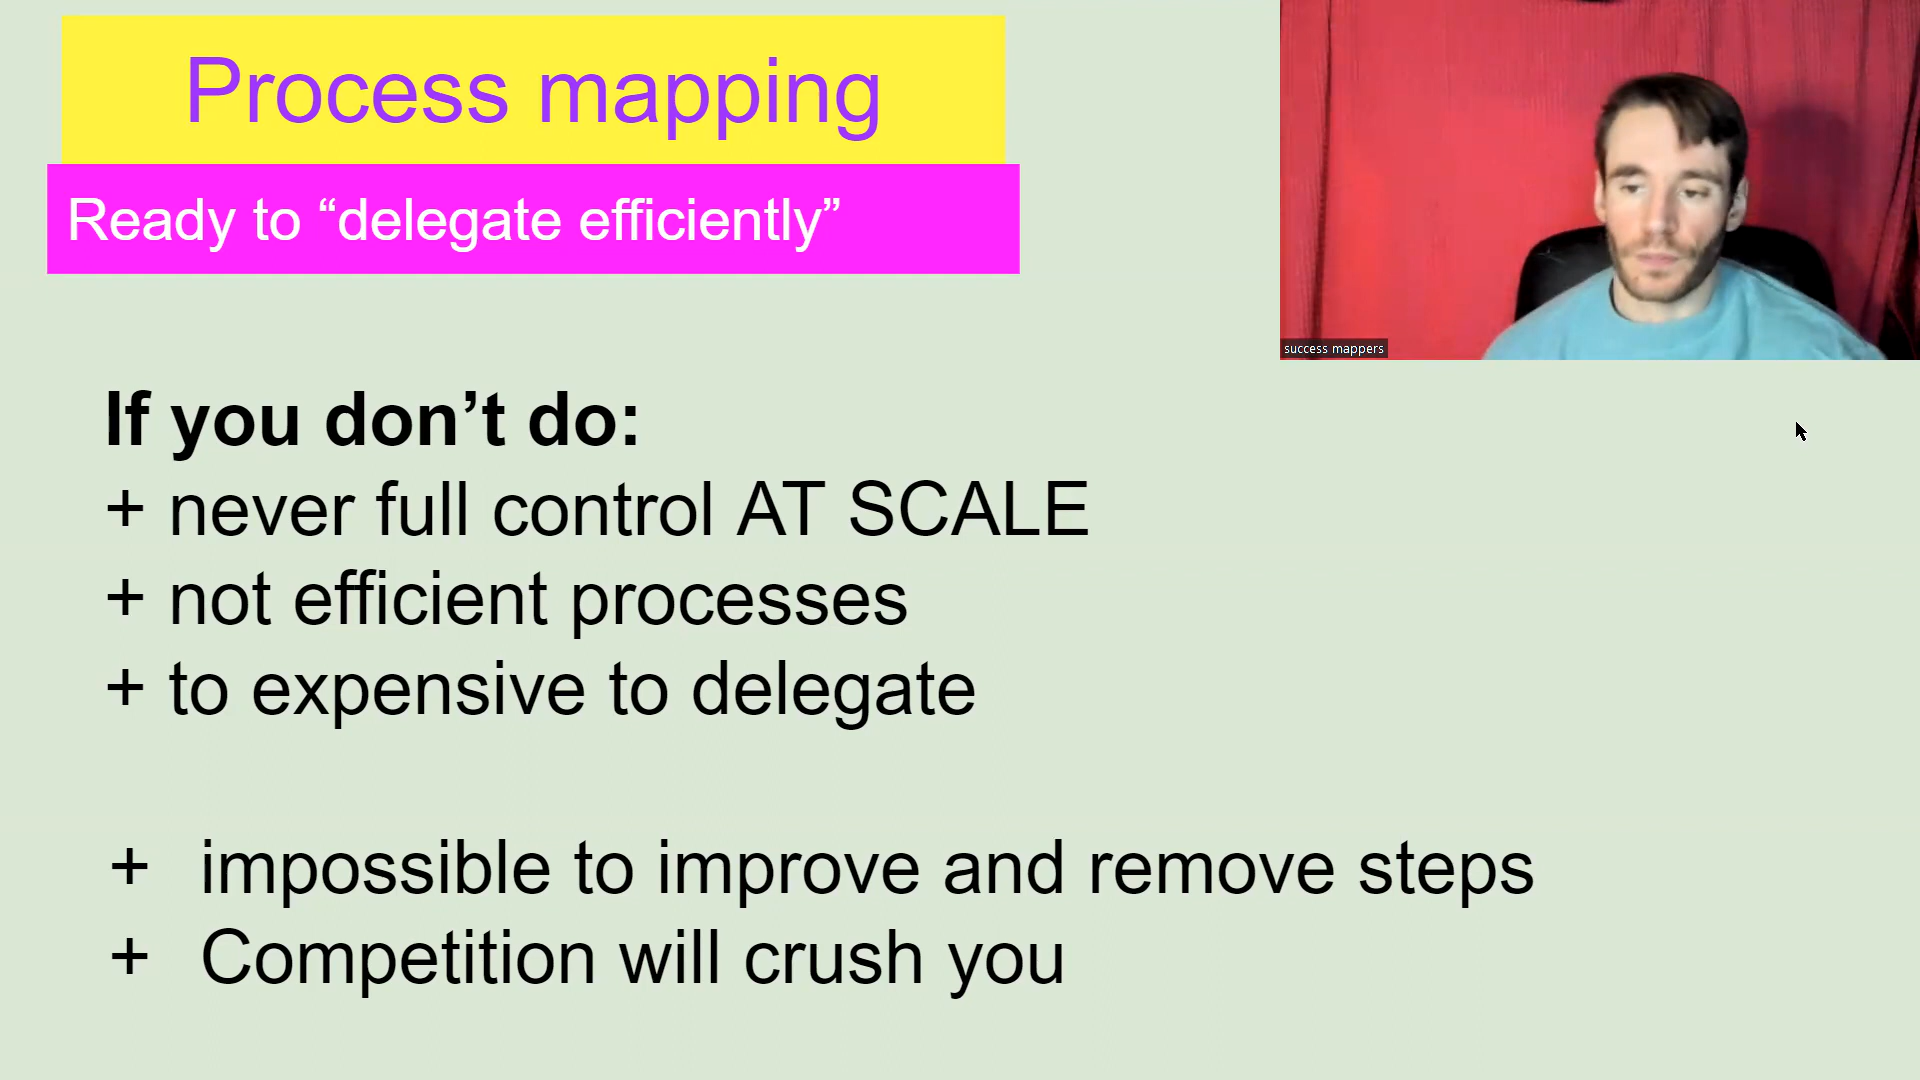 Process mapping
Ready to “delegate efficiently”
success mappers
If you don’t do:
+ never full control AT SCALE
+ not efficient processes
+ to expensive to delegate
+ impossible to improve and remove steps
+ Competition will crush you